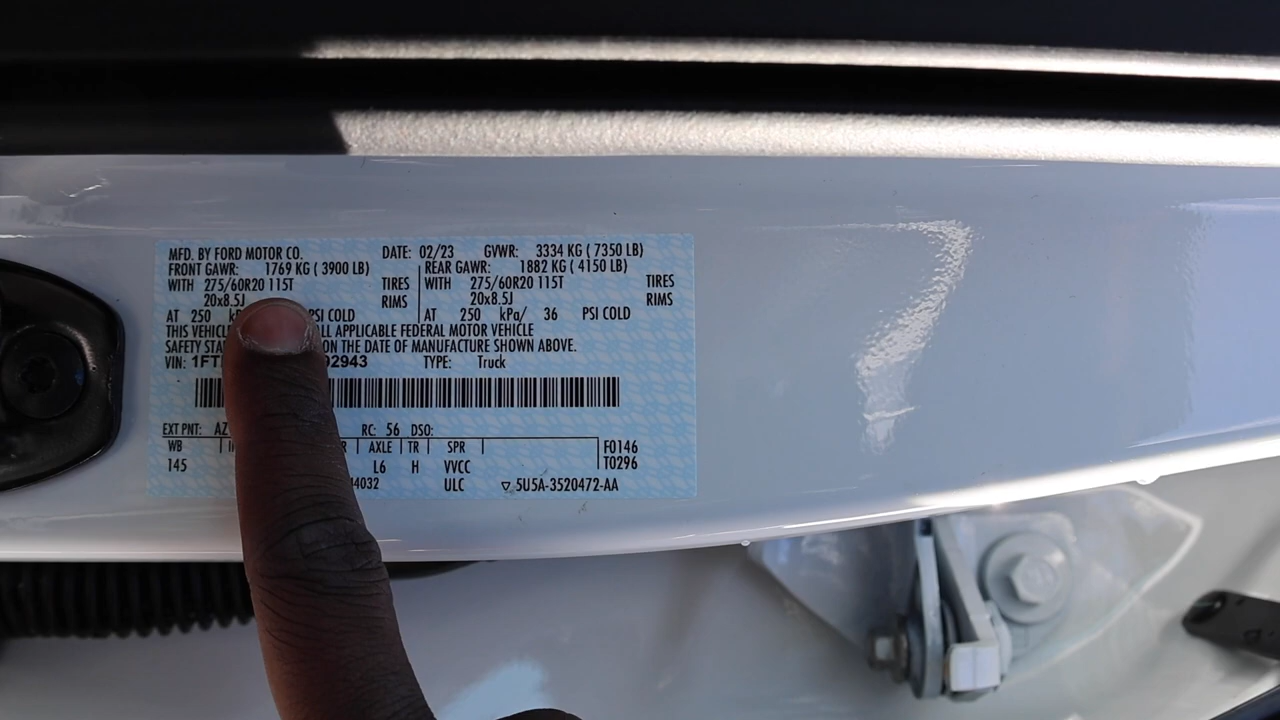 MFD. BY FORD MOTOR CO. DATE: 02/23 GVWR: 3334 KG ( 7350 LB)
FRONT GAWR: 1769 KG ( 3900 LB) REAR GAWR: 1882 KG ( 4150 LB)
WITH 275/60R20 115T TIRES WITH 275/60R20 115T TIRES
20x8.5J RIMS 20x8.5J RIMS
AT 250 PSI COLD AT 250 kPa/ 36 PSI COLD
THIS VEHICLE ALL APPLICABLE FEDERAL MOTOR VEHICLE
SAFETY ON THE DATE OF MANUFACTURE SHOWN ABOVE.
VIN: 1FT 92943 TYPE: Truck
EXT PNT: AZ RC: 56 DSO:
WB R AXLE TR SPR F0146
145 L6 H VVCC T0296
14032 ULC ▽ 5U5A-3520472-AA